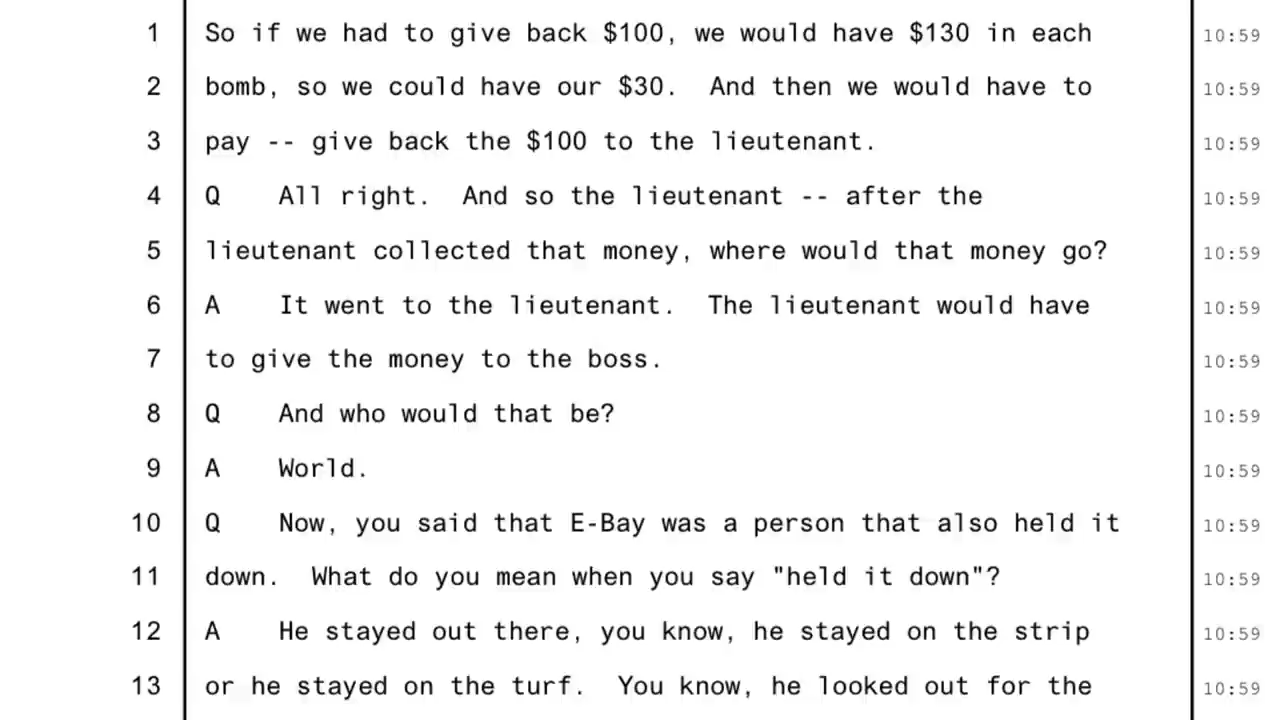 1 So if we had to give back $100, we would have $130 in each 10:59
2 bomb, so we could have our $30. And then we would have to 10:59
3 pay -- give back the $100 to the lieutenant. 10:59
4 Q All right. And so the lieutenant -- after the 10:59
5 lieutenant collected that money, where would that money go? 10:59
6 A It went to the lieutenant. The lieutenant would have 10:59
7 to give the money to the boss. 10:59
8 Q And who would that be? 10:59
9 A World. 10:59
10 Q Now, you said that E-Bay was a person that also held it 10:59
11 down. What do you mean when you say "held it down"? 10:59
12 A He stayed out there, you know, he stayed on the strip 10:59
13 or he stayed on the turf. You know, he looked out for the 10:59